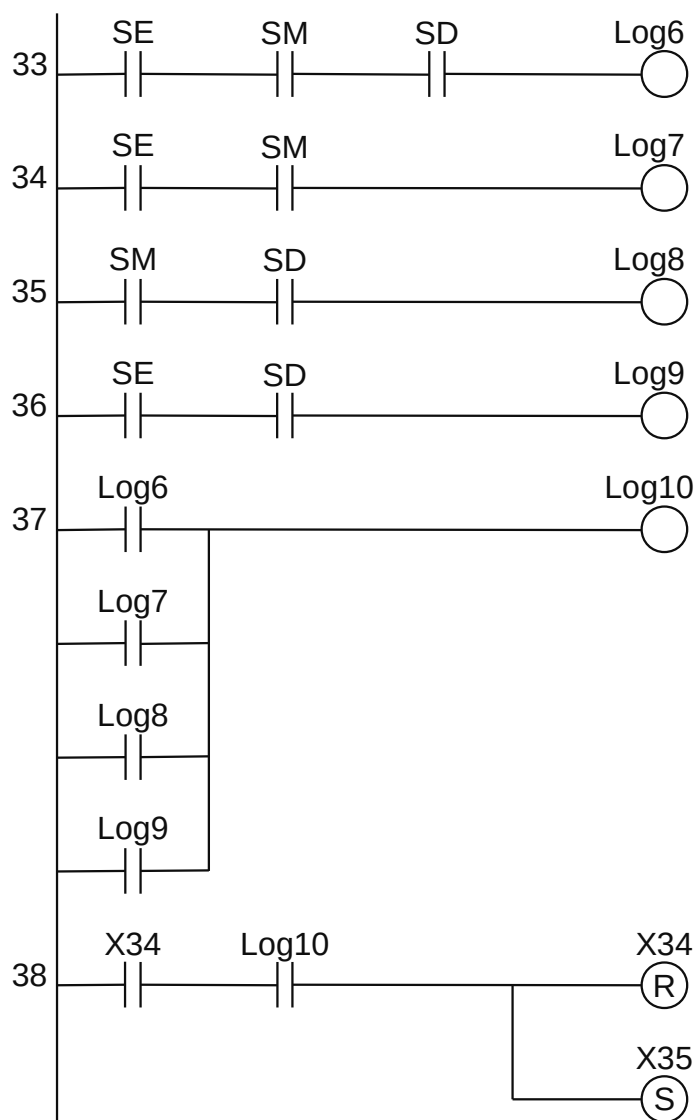 SE SM SD Log6
33
SE SM Log7
34
SM SD Log8
35
SE SD Log9
36
Log6 Log10
37
Log7
Log8
Log9
X34 Log10 X34
38 R
X35
S